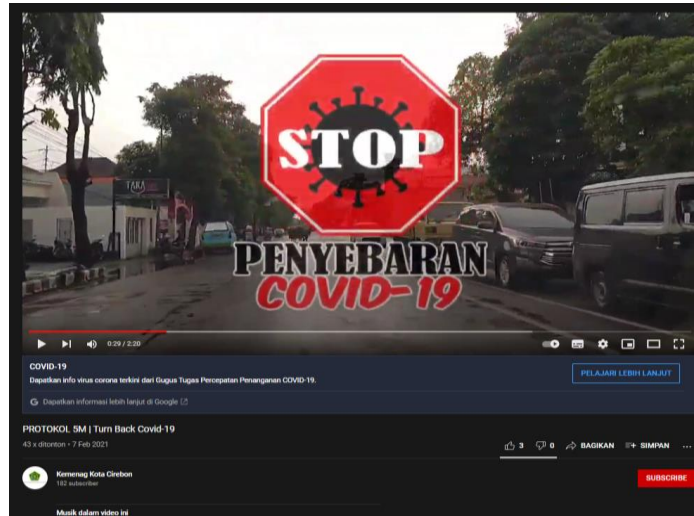 TARA
STOP
PENYEBARAN
COVID-19
0:29 / 2:20
COVID-19
Dapatkan info virus corona terkini dari Gugus Tugas Percepatan Penanganan COVID-19.
PELAJARI LEBIH LANJUT
G Dapatkan informasi lebih lanjut di Google
PROTOKOL 5M | Turn Back Covid-19
43 x ditonton • 7 Feb 2021
3 0 BAGIKAN SIMPAN ...
Kemenag Kota Cirebon
182 subscriber
SUBSCRIBE
Musik dalam video ini